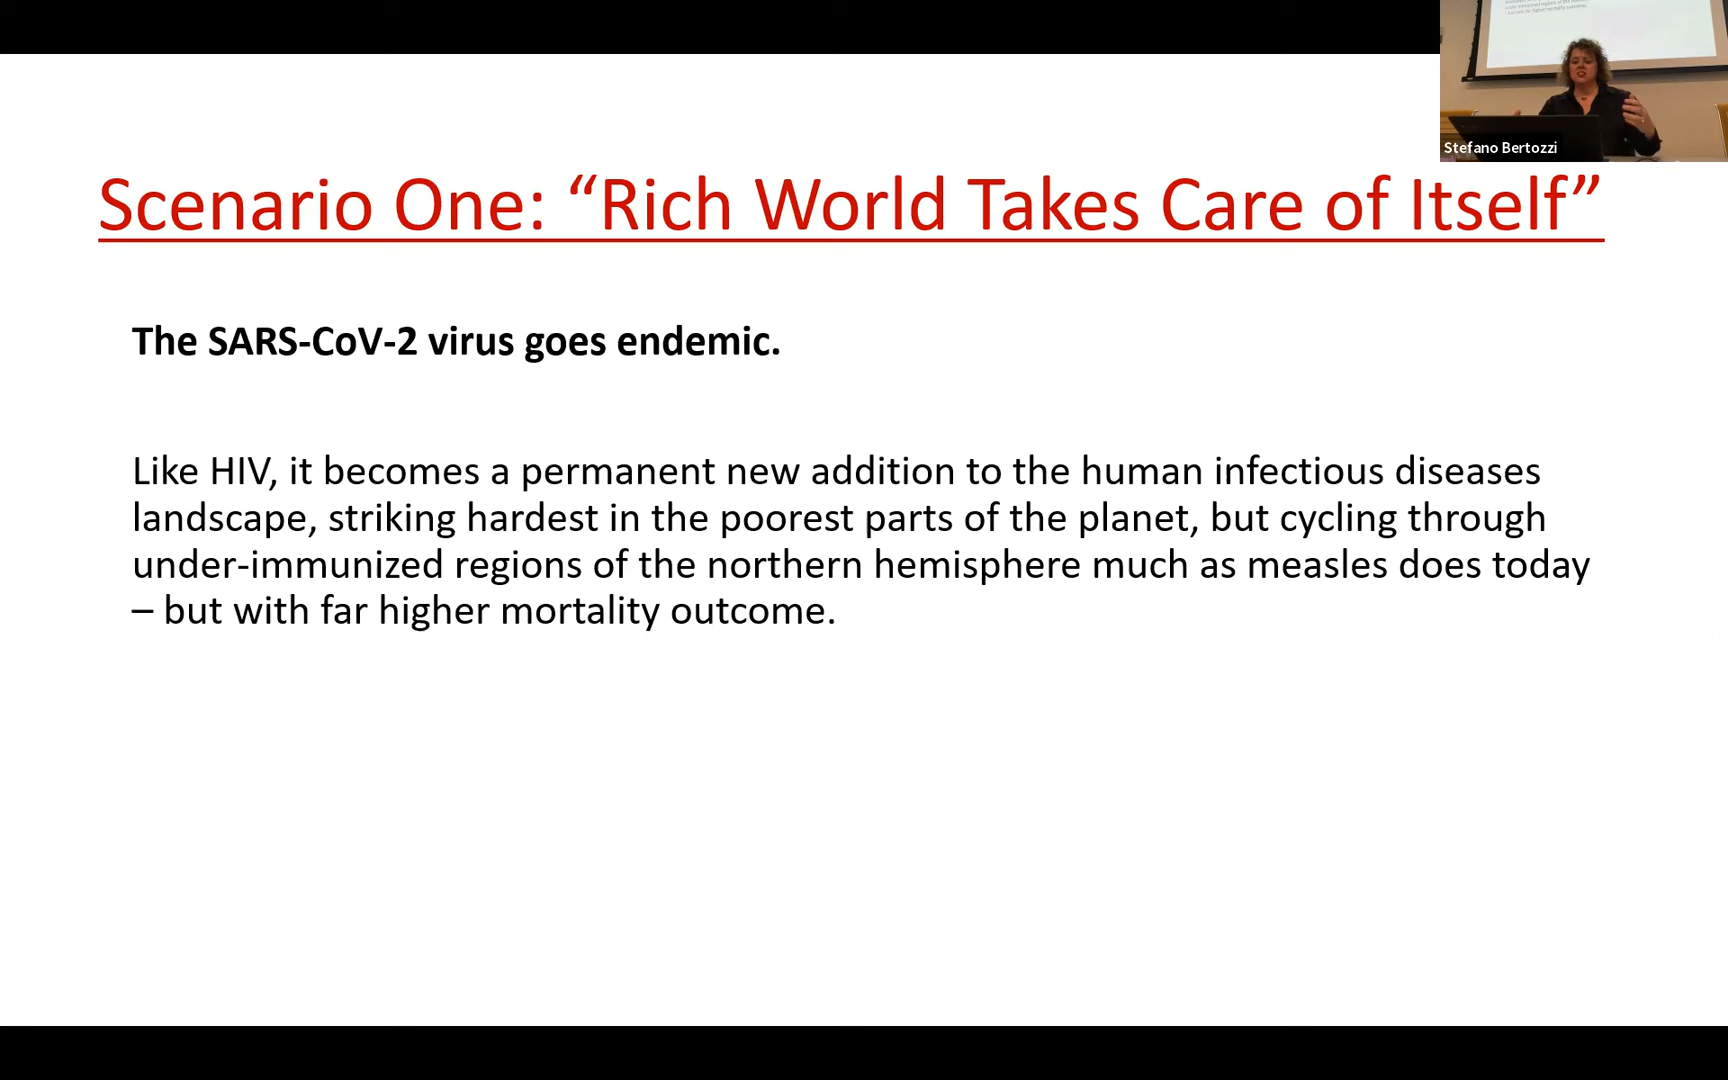 Stefano Bertozzi
Scenario One: “Rich World Takes Care of Itself”
The SARS-CoV-2 virus goes endemic.
Like HIV, it becomes a permanent new addition to the human infectious diseases
landscape, striking hardest in the poorest parts of the planet, but cycling through
under-immunized regions of the northern hemisphere much as measles does today
– but with far higher mortality outcome.